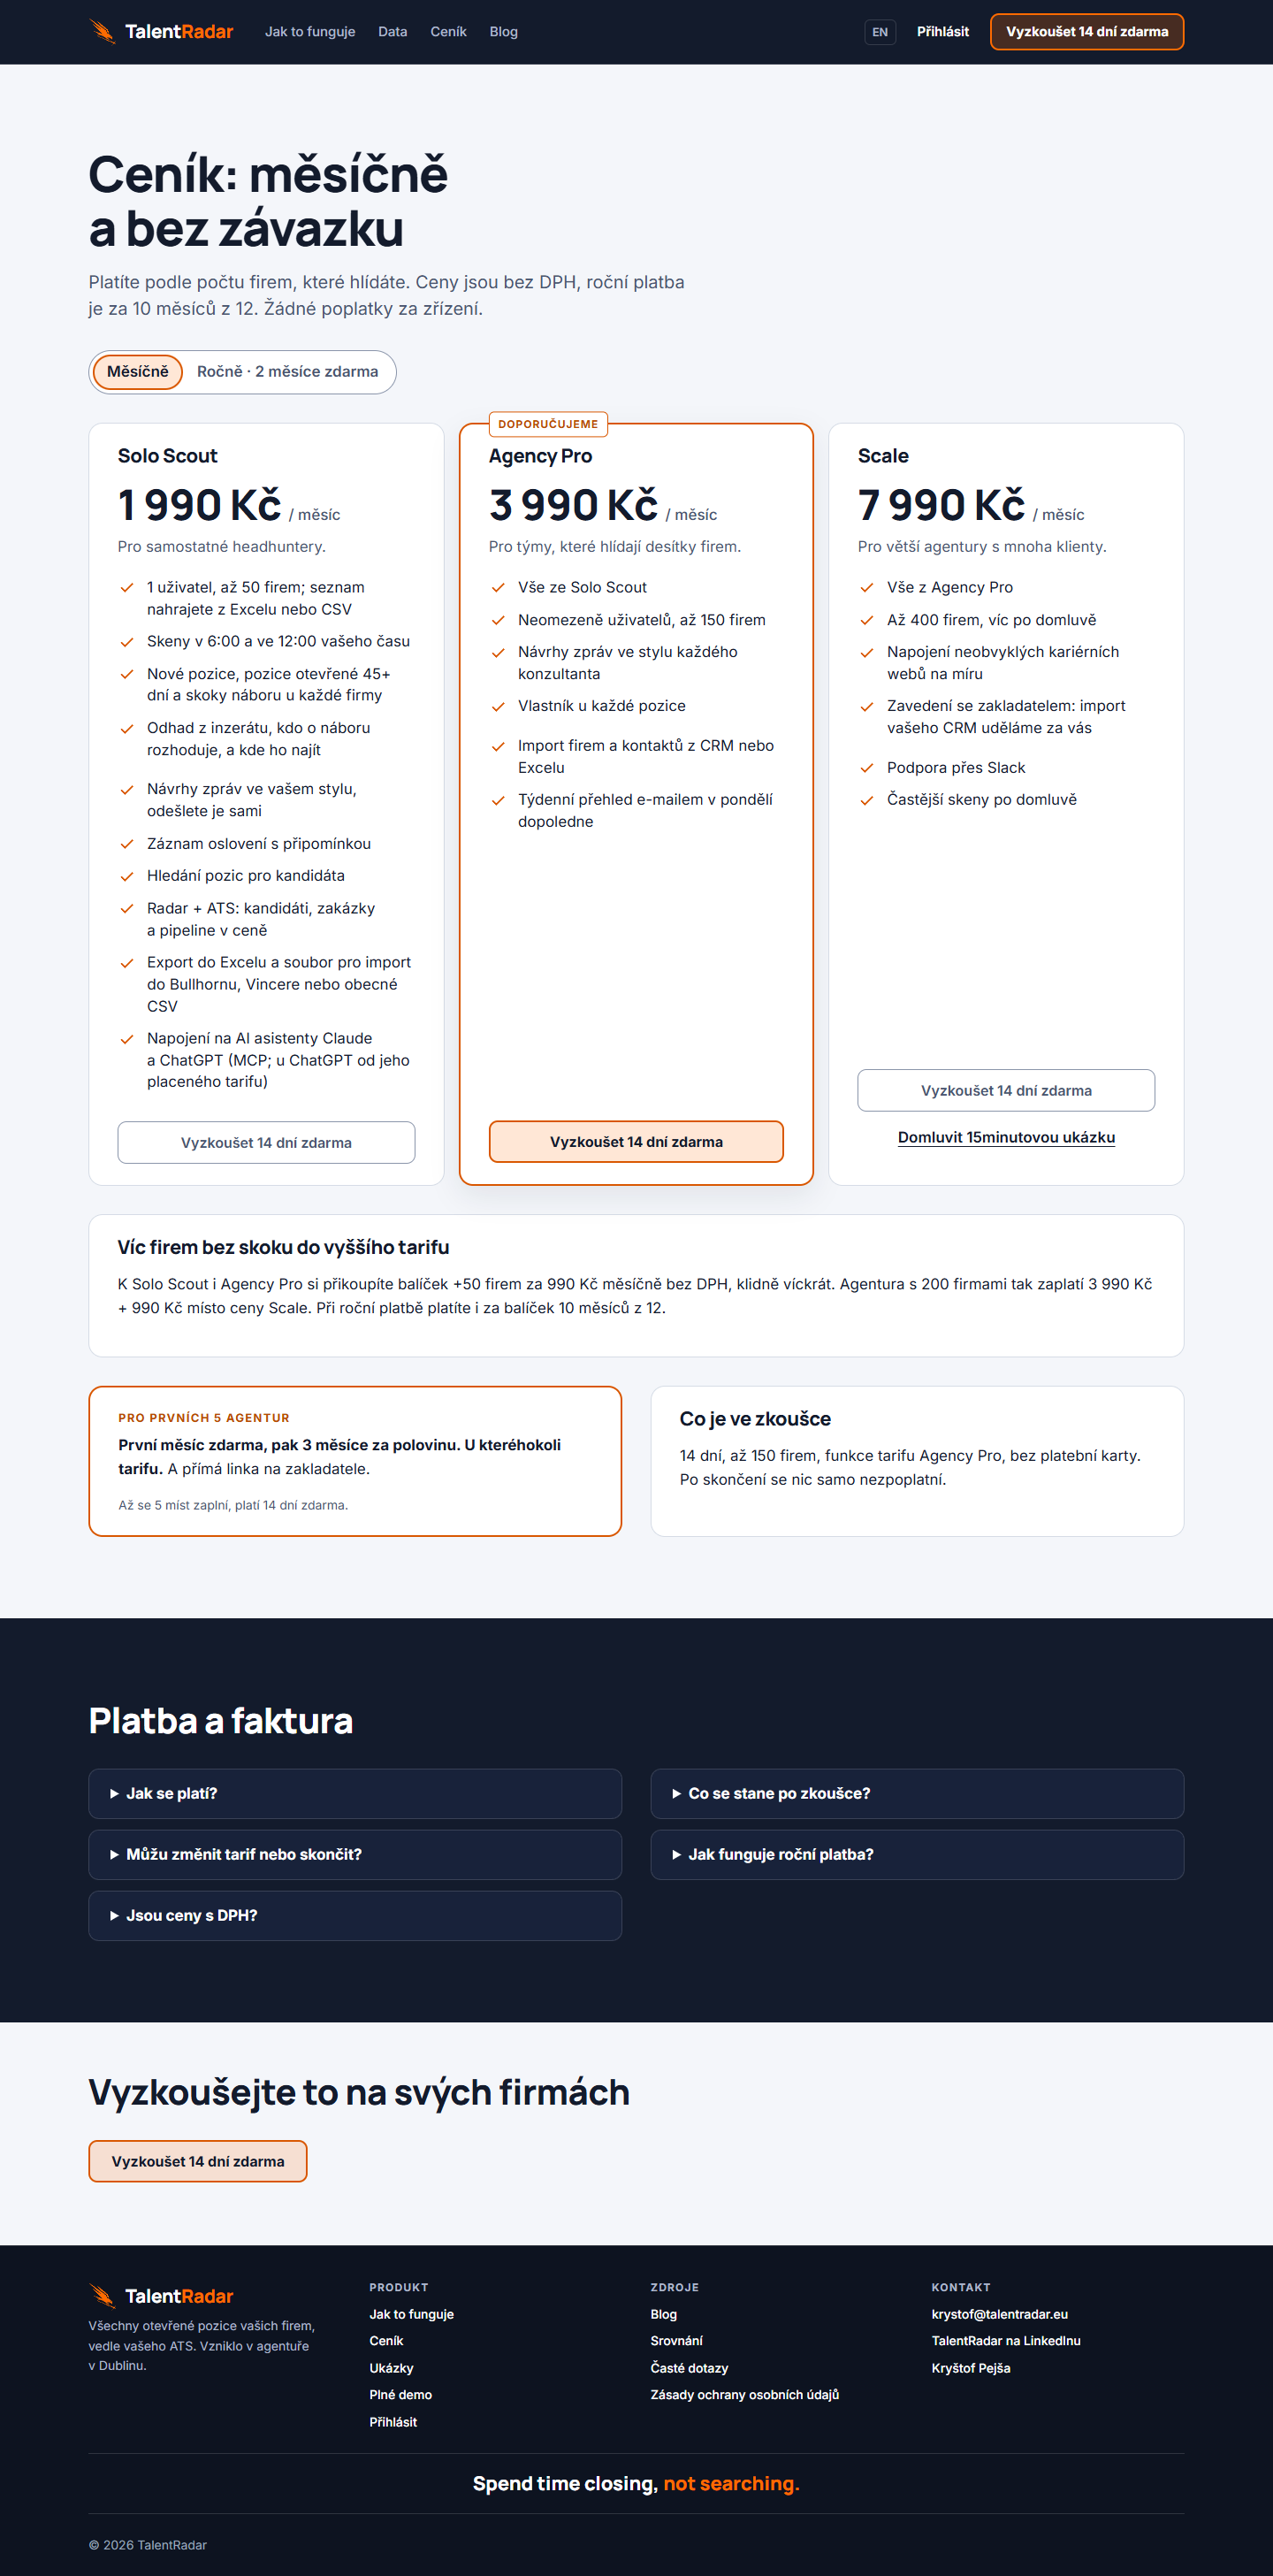 TalentRadar
Jak to funguje
Data
Ceník
Blog
EN
Přihlásit
Vyzkoušet 14 dní zdarma
Ceník: měsíčně
a bez závazku
Platíte podle počtu firem, které hlídáte. Ceny jsou bez DPH, roční platba
je za 10 měsíců z 12. Žádné poplatky za zřízení.
Měsíčně
Ročně · 2 měsíce zdarma
Solo Scout
1 990 Kč / měsíc
Pro samostatné headhuntery.
1 uživatel, až 50 firem; seznam
nahrajete z Excelu nebo CSV
Skeny v 6:00 a ve 12:00 vašeho času
Nové pozice, pozice otevřené 45+
dní a skoky náboru u každé firmy
Odhad z inzerátu, kdo o náboru
rozhoduje, a kde ho najít
Návrhy zpráv ve vašem stylu,
odešlete je sami
Záznam oslovení s připomínkou
Hledání pozic pro kandidáta
Radar + ATS: kandidáti, zakázky
a pipeline v ceně
Export do Excelu a soubor pro import
do Bullhornu, Vincere nebo obecné
CSV
Napojení na AI asistenty Claude
a ChatGPT (MCP; u ChatGPT od jeho
placeného tarifu)
Vyzkoušet 14 dní zdarma
DOPORUČUJEME
Agency Pro
3 990 Kč / měsíc
Pro týmy, které hlídají desítky firem.
Vše ze Solo Scout
Neomezeně uživatelů, až 150 firem
Návrhy zpráv ve stylu každého
konzultanta
Vlastník u každé pozice
Import firem a kontaktů z CRM nebo
Excelu
Týdenní přehled e-mailem v pondělí
dopoledne
Vyzkoušet 14 dní zdarma
Scale
7 990 Kč / měsíc
Pro větší agentury s mnoha klienty.
Vše z Agency Pro
Až 400 firem, víc po domluvě
Napojení neobvyklých kariérních
webů na míru
Zavedení se zakladatelem: import
vašeho CRM uděláme za vás
Podpora přes Slack
Častější skeny po domluvě
Vyzkoušet 14 dní zdarma
Domluvit 15minutovou ukázku
Víc firem bez skoku do vyššího tarifu
K Solo Scout i Agency Pro si přikoupíte balíček +50 firem za 990 Kč měsíčně bez DPH, klidně víckrát. Agentura s 200 firmami tak zaplatí 3 990 Kč
+ 990 Kč místo ceny Scale. Při roční platbě platíte i za balíček 10 měsíců z 12.
PRO PRVNÍCH 5 AGENTUR
První měsíc zdarma, pak 3 měsíce za polovinu. U kteréhokoli
tarifu. A přímá linka na zakladatele.
Až se 5 míst zaplní, platí 14 dní zdarma.
Co je ve zkoušce
14 dní, až 150 firem, funkce tarifu Agency Pro, bez platební karty.
Po skončení se nic samo nezpoplatní.
Platba a faktura
Jak se platí?
Co se stane po zkoušce?
Můžu změnit tarif nebo skončit?
Jak funguje roční platba?
Jsou ceny s DPH?
Vyzkoušejte to na svých firmách
Vyzkoušet 14 dní zdarma
TalentRadar
Všechny otevřené pozice vašich firem,
vedle vašeho ATS. Vzniklo v agentuře
v Dublinu.
PRODUKT
Jak to funguje
Ceník
Ukázky
Plné demo
Přihlásit
ZDROJE
Blog
Srovnání
Časté dotazy
Zásady ochrany osobních údajů
KONTAKT
krystof@talentradar.eu
TalentRadar na LinkedInu
Kryštof Pejša
Spend time closing, not searching.
© 2026 TalentRadar